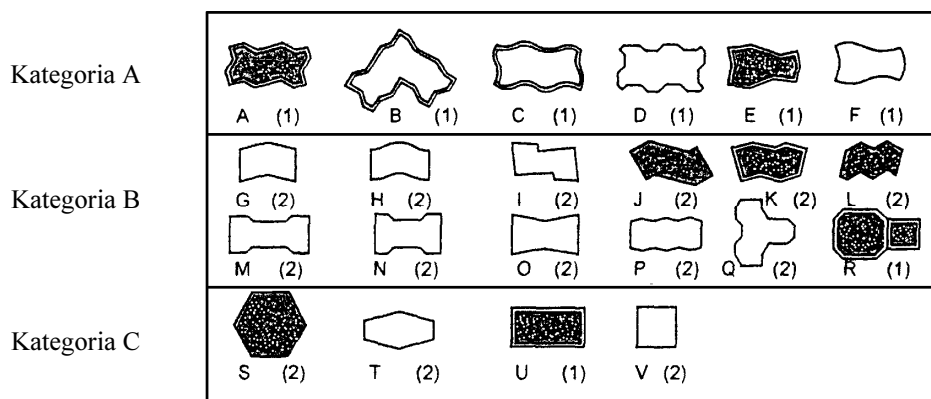 Kategoria A
A (1) B (1) C (1) D (1) E (1) F (1)
Kategoria B
G (2) H (2) I (2) J (2) K (2) L (2)
M (2) N (2) O (2) P (2) Q (2) R (1)
Kategoria C
S (2) T (2) U (1) V (2)